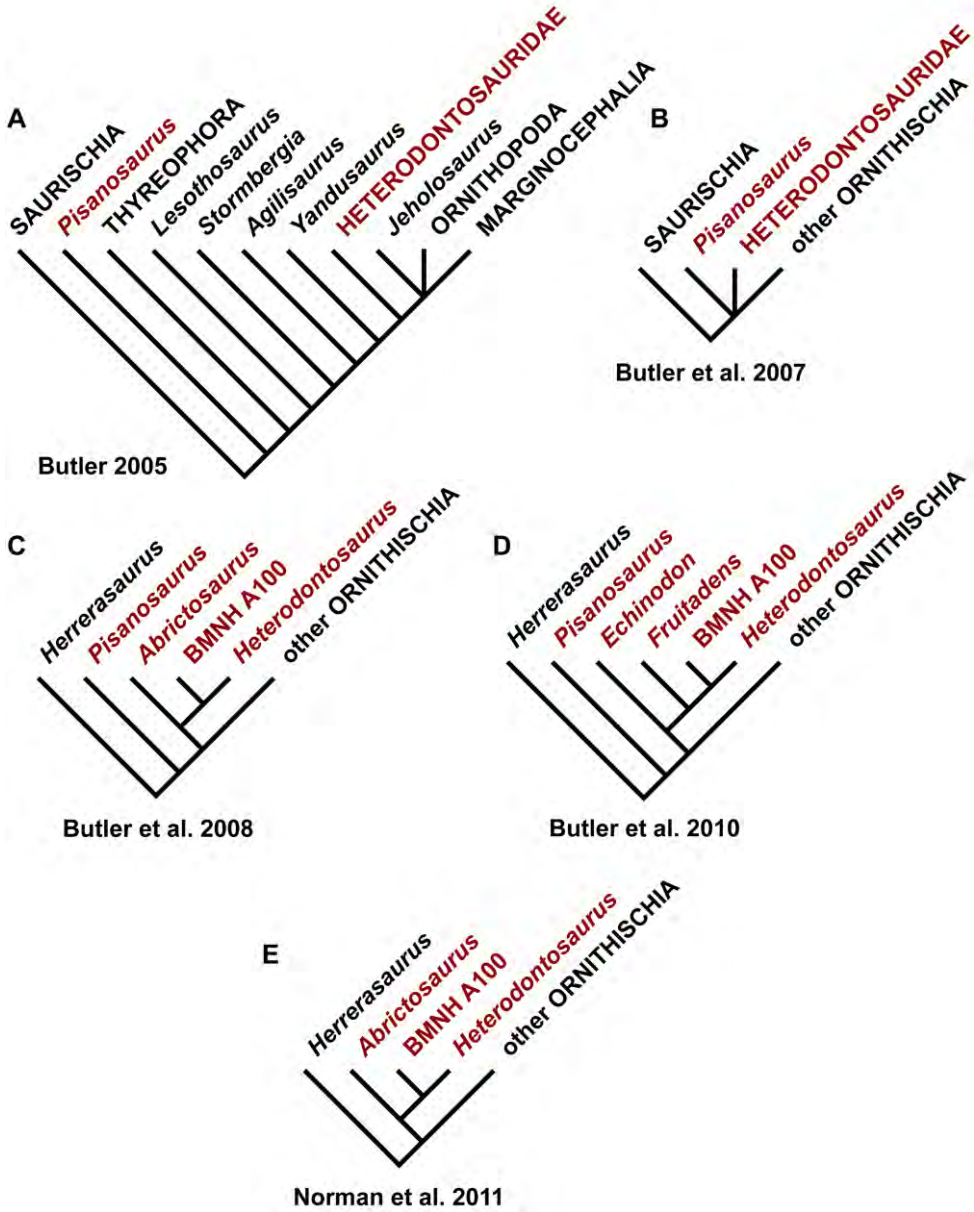 A
SAURISCHIA
Pisanosaurus
THYREOPHORA
Lesothosaurus
Stormbergia
Agilisaurus
Yandusaurus
HETERODONTOSAURIDAE
Jeholosaurus
ORNITHOPODA
MARGINOCEPHALIA
Butler 2005
B
SAURISCHIA
Pisanosaurus
HETERODONTOSAURIDAE
other ORNITHISCHIA
Butler et al. 2007
C
Herrerasaurus
Pisanosaurus
Abrictosaurus
BMNH A100
Heterodontosaurus
other ORNITHISCHIA
Butler et al. 2008
D
Herrerasaurus
Pisanosaurus
Echinodon
Fruitadens
BMNH A100
Heterodontosaurus
other ORNITHISCHIA
Butler et al. 2010
E
Herrerasaurus
Abrictosaurus
BMNH A100
Heterodontosaurus
other ORNITHISCHIA
Norman et al. 2011